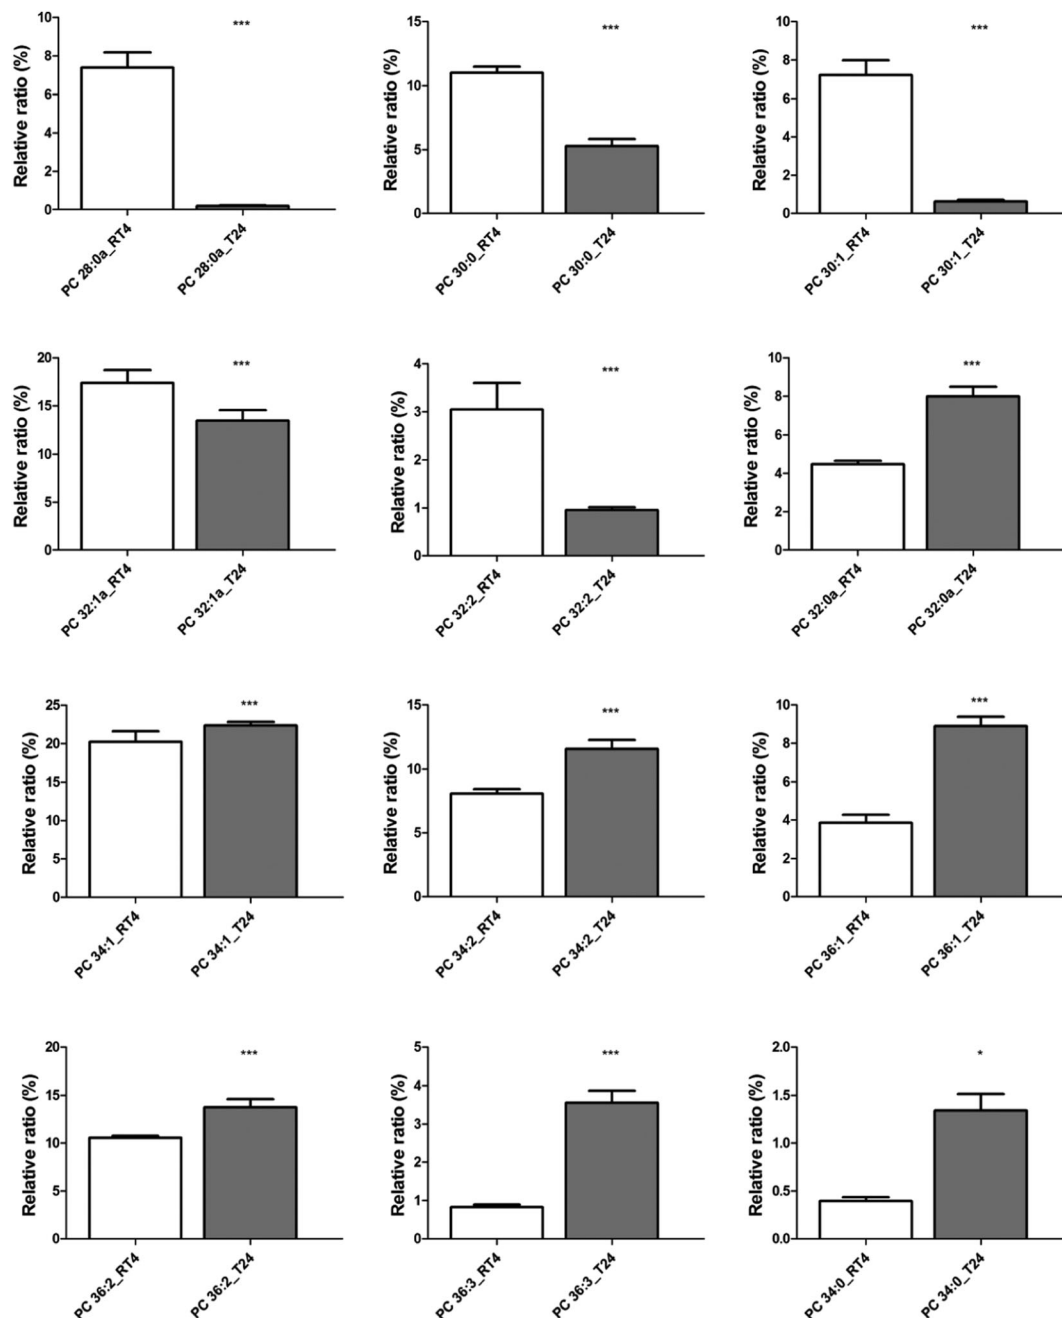 Relative ratio (%)
10
8
6
4
2
0
***
PC 28:0a_RT4
PC 28:0a_T24
Relative ratio (%)
15
10
5
0
***
PC 30:0_RT4
PC 30:0_T24
Relative ratio (%)
10
8
6
4
2
0
***
PC 30:1_RT4
PC 30:1_T24
Relative ratio (%)
20
15
10
5
0
***
PC 32:1a_RT4
PC 32:1a_T24
Relative ratio (%)
4
3
2
1
0
***
PC 32:2_RT4
PC 32:2_T24
Relative ratio (%)
10
8
6
4
2
0
***
PC 32:0a_RT4
PC 32:0a_T24
Relative ratio (%)
25
20
15
10
5
0
***
PC 34:1_RT4
PC 34:1_T24
Relative ratio (%)
15
10
5
0
***
PC 34:2_RT4
PC 34:2_T24
Relative ratio (%)
10
8
6
4
2
0
***
PC 36:1_RT4
PC 36:1_T24
Relative ratio (%)
20
15
10
5
0
***
PC 36:2_RT4
PC 36:2_T24
Relative ratio (%)
5
4
3
2
1
0
***
PC 36:3_RT4
PC 36:3_T24
Relative ratio (%)
2.0
1.5
1.0
0.5
0.0
*
PC 34:0_RT4
PC 34:0_T24